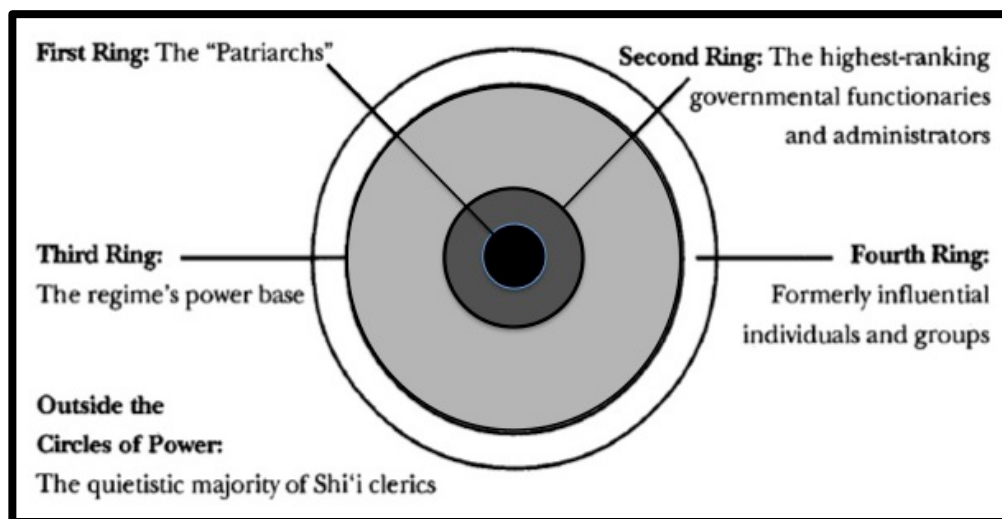 First Ring: The "Patriarchs"
Second Ring: The highest-ranking
governmental functionaries
and administrators
Third Ring:
The regime's power base
Fourth Ring:
Formerly influential
individuals and groups
Outside the
Circles of Power:
The quietistic majority of Shi'i clerics